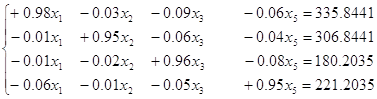 + 0.98x₁ − 0.03x₂ − 0.09x₃ − 0.06x₅ = 335.8441
− 0.01x₁ + 0.95x₂ − 0.06x₃ − 0.04x₅ = 306.8441
− 0.01x₁ − 0.02x₂ + 0.96x₃ − 0.08x₅ = 180.2035
− 0.06x₁ − 0.01x₂ − 0.05x₃ + 0.95x₅ = 221.2035